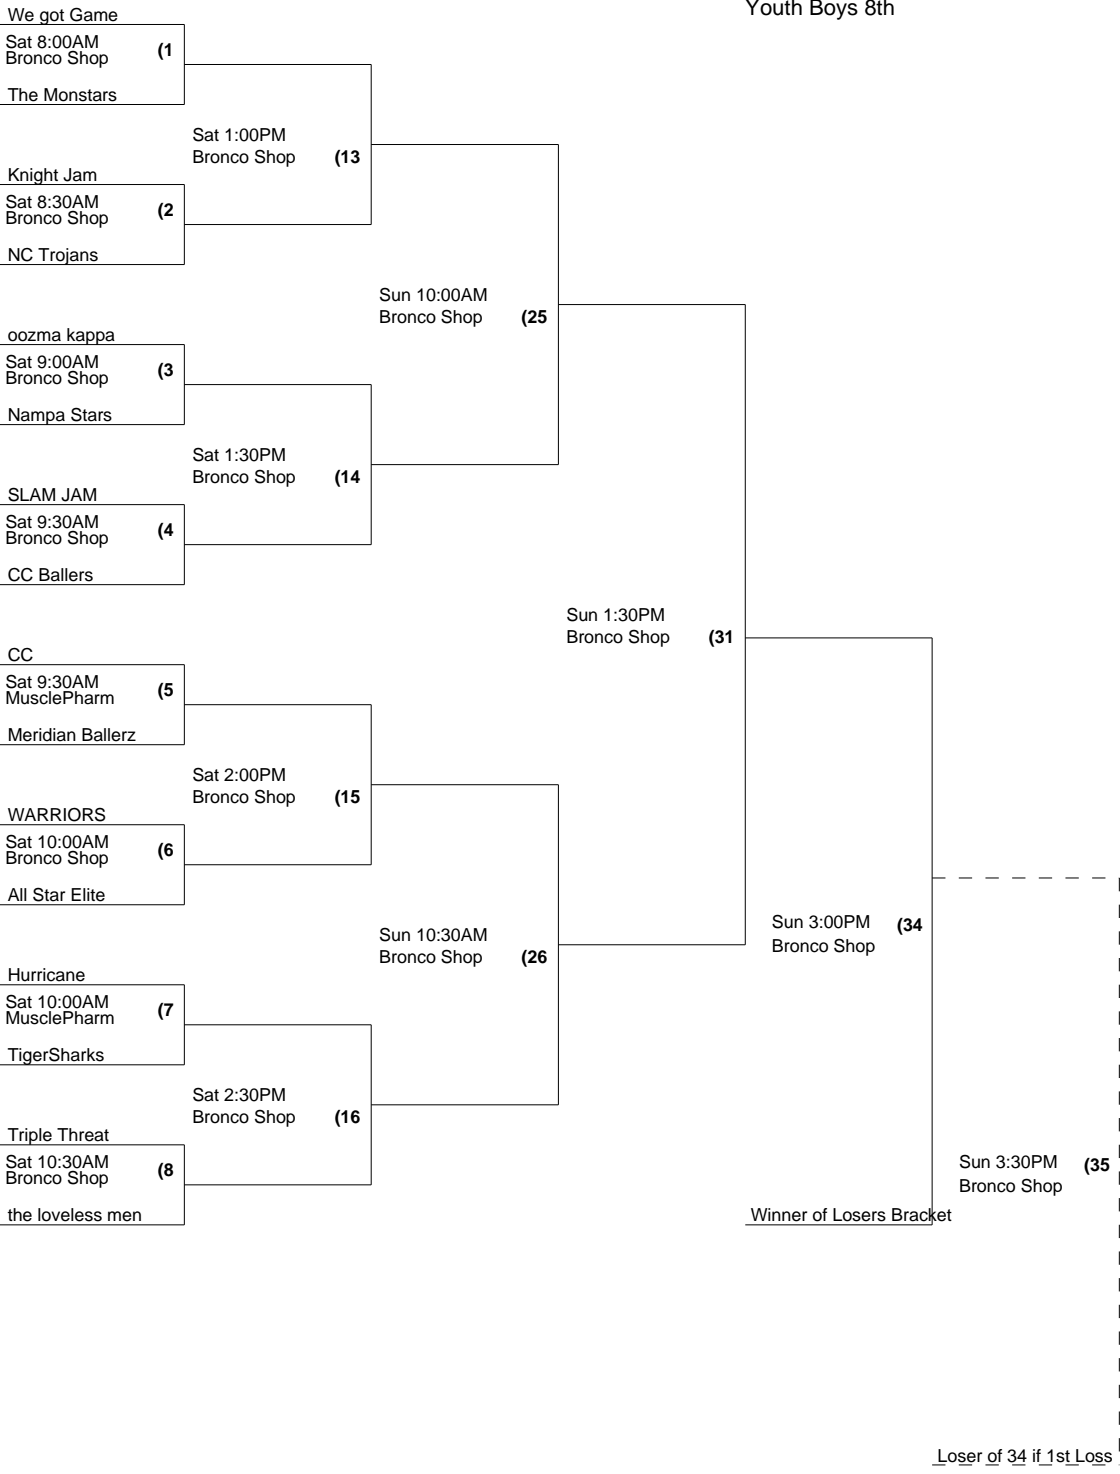 Youth Boys 8th
We got Game
Sat 8:00AM
Bronco Shop (1
The Monstars
Sat 1:00PM
Bronco Shop (13
Knight Jam
Sat 8:30AM
Bronco Shop (2
NC Trojans
Sun 10:00AM
Bronco Shop (25
oozma kappa
Sat 9:00AM
Bronco Shop (3
Nampa Stars
Sat 1:30PM
Bronco Shop (14
SLAM JAM
Sat 9:30AM
Bronco Shop (4
CC Ballers
Sun 1:30PM
Bronco Shop (31
CC
Sat 9:30AM
MusclePharm (5
Meridian Ballerz
Sat 2:00PM
Bronco Shop (15
WARRIORS
Sat 10:00AM
Bronco Shop (6
All Star Elite
Sun 3:00PM (34
Bronco Shop
Sun 10:30AM
Bronco Shop (26
Hurricane
Sat 10:00AM
MusclePharm (7
TigerSharks
Sat 2:30PM
Bronco Shop (16
Triple Threat
Sat 10:30AM
Bronco Shop (8
the loveless men
Sun 3:30PM (35
Bronco Shop
Winner of Losers Bracket
Loser of 34 if 1st Loss